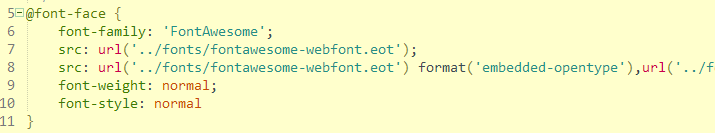 5 @font-face {
6 font-family: 'FontAwesome';
7 src: url('../fonts/fontawesome-webfont.eot');
8 src: url('../fonts/fontawesome-webfont.eot') format('embedded-opentype'),url('../f
9 font-weight: normal;
10 font-style: normal
11 }